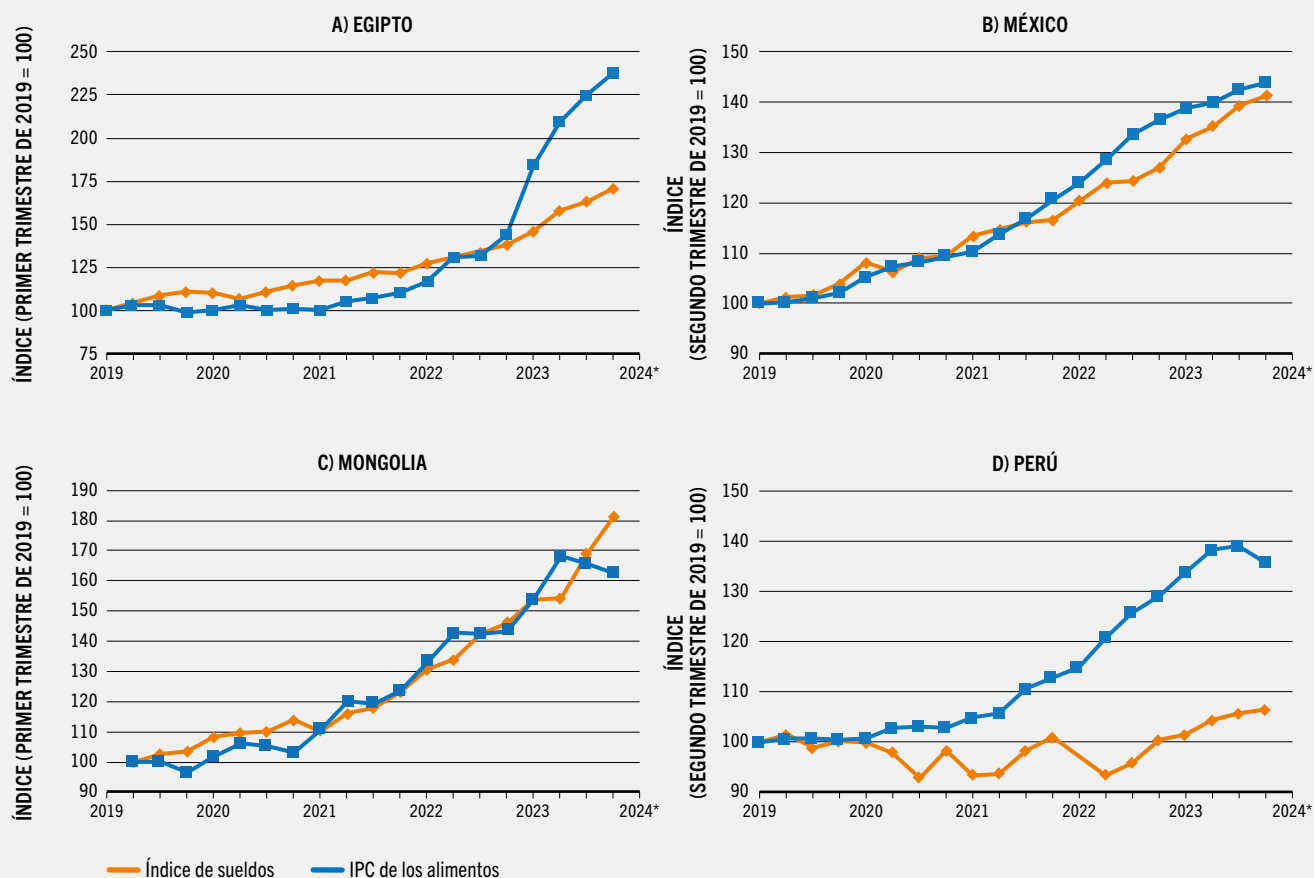 A) EGIPTO
ÍNDICE (PRIMER TRIMESTRE DE 2019 = 100)
250
225
200
175
150
125
100
75
2019 2020 2021 2022 2023 2024*
B) MÉXICO
ÍNDICE
(SEGUNDO TRIMESTRE DE 2019 = 100)
150
140
130
120
110
100
90
2019 2020 2021 2022 2023 2024*
C) MONGOLIA
ÍNDICE (PRIMER TRIMESTRE DE 2019 = 100)
190
180
170
160
150
140
130
120
110
100
90
2019 2020 2021 2022 2023 2024*
D) PERÚ
ÍNDICE
(SEGUNDO TRIMESTRE DE 2019 = 100)
150
140
130
120
110
100
90
2019 2020 2021 2022 2023 2024*
Índice de sueldos IPC de los alimentos